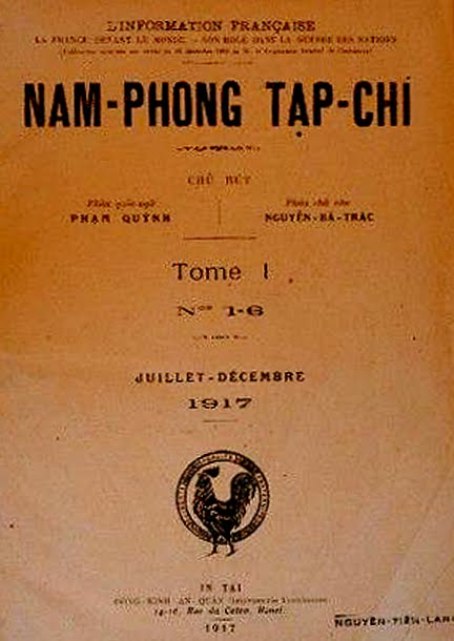 L'INFORMATION FRANÇAISE
LA FRANCE DEVANT LE MONDE. — SON ROLE DANS LA GUERRE DES NATIONS
NAM-PHONG TẠP-CHÍ
CHỦ BÚT
Phần quốc-ngữ
PHẠM QUỲNH
Phần chữ nho
NGUYỄN-BÁ-TRÁC
Tome I
Nos 1-6
JUILLET-DÉCEMBRE
1917
IN TẠI
14-16, Rue du Coton, Hanoi
1917
NGUYỄN-TIẾN-LANG